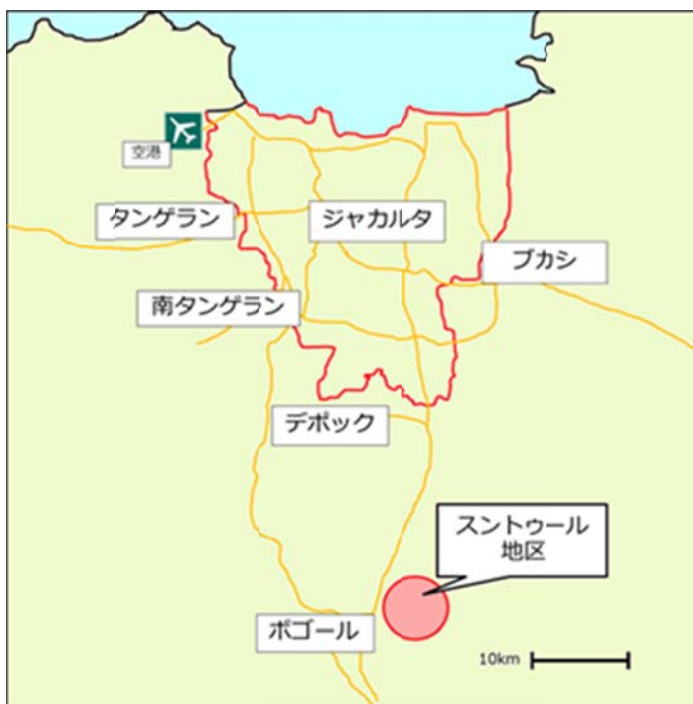 空港
タンゲラン
ジャカルタ
ブカシ
南タンゲラン
デポック
スントゥール
地区
ボゴール
10km